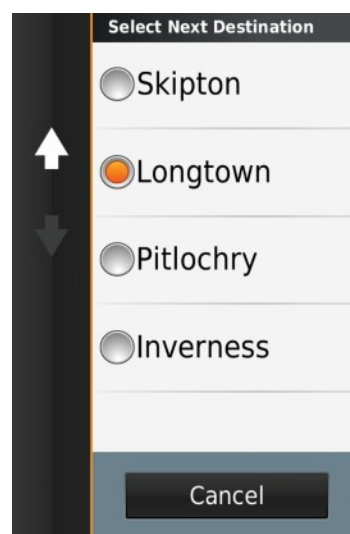 Select Next Destination
Skipton
Longtown
Pitlochry
Inverness
Cancel